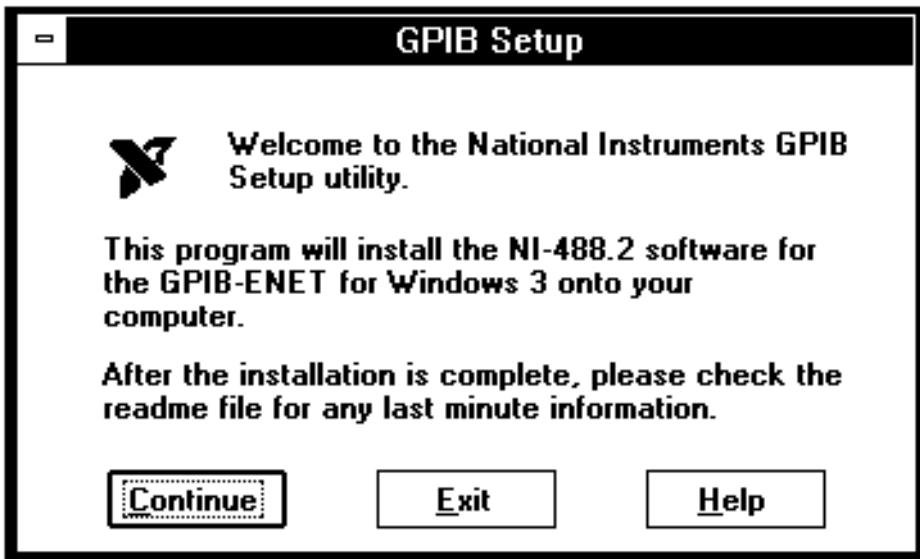 GPIB Setup
Welcome to the National Instruments GPIB
Setup utility.
This program will install the NI-488.2 software for
the GPIB-ENET for Windows 3 onto your
computer.
After the installation is complete, please check the
readme file for any last minute information.
Continue Exit Help